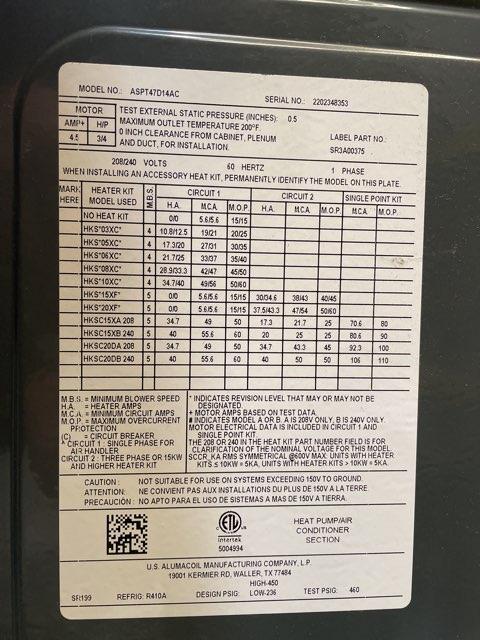 MODEL NO.: ASPT47D14AC
SERIAL NO.: 2202348353
MOTOR
AMP+ H/P
4.5 3/4
TEST EXTERNAL STATIC PRESSURE (INCHES): 0.5
MAXIMUM OUTLET TEMPERATURE 200°F.
0 INCH CLEARANCE FROM CABINET, PLENUM
AND DUCT, FOR INSTALLATION.
LABEL PART NO.:
SR3A00375
208/240 VOLTS 60 HERTZ 1 PHASE
WHEN INSTALLING AN ACCESSORY HEAT KIT, PERMANENTLY IDENTIFY THE MODEL ON THIS PLATE.
MARK HERE HEATER KIT MODEL USED M.B.S. CIRCUIT 1 CIRCUIT 2 SINGLE POINT KIT
H.A. M.C.A. M.O.P. H.A. M.C.A. M.O.P. M.C.A. M.O.P.
NO HEAT KIT 0/0 5.6/5.6 15/15
HKS*03XC* 4 10.8/12.5 19/21 20/25
HKS*05XC* 4 17.3/20 27/31 30/35
HKS*06XC* 4 21.7/25 33/37 35/40
HKS*08XC* 4 28.9/33.3 42/47 45/50
HKS*10XC* 4 34.7/40 49/56 50/60
HKS*15XF* 5 0/0 5.6/5.6 15/15 30/34.6 38/43 40/45
HKS*20XF* 5 0/0 5.6/5.6 15/15 37.5/43.3 47/54 50/60
HKSC15XA 208 5 34.7 49 50 17.3 21.7 25 70.6 80
HKSC15XB 240 5 40 55.6 60 20 25 25 80.6 90
HKSC20DA 208 5 34.7 49 50 34.7 43.3 45 92.3 100
HKSC20DB 240 5 40 55.6 60 40 50 50 106 110
M.B.S. = MINIMUM BLOWER SPEED
H.A. = HEATER AMPS
M.C.A. = MINIMUM CIRCUIT AMPS
M.O.P. = MAXIMUM OVERCURRENT
PROTECTION
(C) = CIRCUIT BREAKER
^ CIRCUIT 1: SINGLE PHASE FOR
AIR HANDLER
CIRCUIT 2: THREE PHASE OR 15KW
AND HIGHER HEATER KIT
* INDICATES REVISION LEVEL THAT MAY OR MAY NOT BE
DESIGNATED.
+ MOTOR AMPS BASED ON TEST DATA.
MODEL A OR B. A IS 208V ONLY, B IS 240V ONLY.
MOTOR ELECTRICAL DATA IS INCLUDED IN CIRCUIT 1 AND
SINGLE POINT KIT.
THE 208 OR 240 IN THE HEAT KIT PART NUMBER FIELD IS FOR
CLARIFICATION OF THE NOMINAL VOLTAGE FOR THIS MODEL
SCCR, KA RMS SYMMETRICAL @600V MAX: UNITS WITH HEATER
KITS ≤ 10KW = 5KA, UNITS WITH HEATER KITS > 10KW = 5KA.
CAUTION: NOT SUITABLE FOR USE ON SYSTEMS EXCEEDING 150V TO GROUND.
ATTENTION: NE CONVIENT PAS AUX INSTALLATIONS DU PLUS DE 150V A LA TERRE.
PRECAUCIÓN: NO APTO PARA EL USO DE SISTEMAS A MAS DE 150V A TIERRA.
ETL
Intertek
5004994
HEAT PUMP/AIR
CONDITIONER
SECTION
U.S. ALUMACOIL MANUFACTURING COMPANY, L.P.
19001 KERMIER RD, WALLER, TX 77484
HIGH-450
SR199 REFRIG: R410A DESIGN PSIG: LOW-236 TEST PSIG: 460